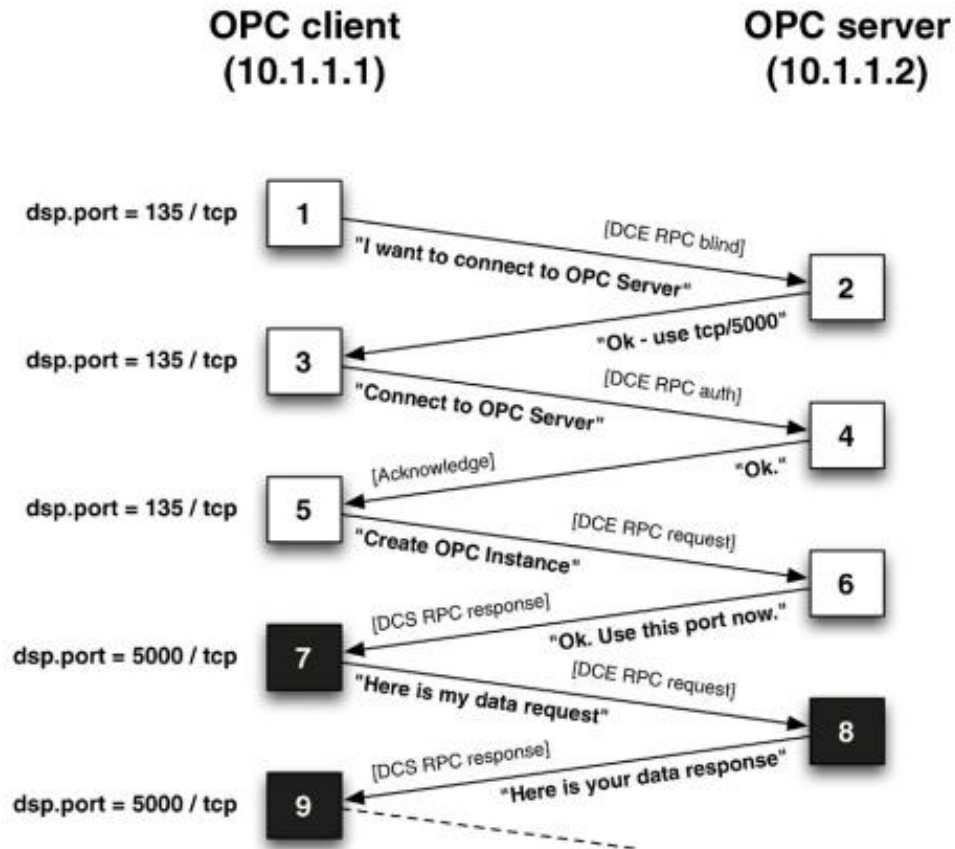 OPC client
(10.1.1.1)
OPC server
(10.1.1.2)
dsp.port = 135 / tcp
1
[DCE RPC blind]
"I want to connect to OPC Server"
2
"Ok - use tcp/5000"
dsp.port = 135 / tcp
3
[DCE RPC auth]
"Connect to OPC Server"
4
[Acknowledge]
"Ok."
dsp.port = 135 / tcp
5
[DCE RPC request]
"Create OPC Instance"
6
[DCS RPC response]
"Ok. Use this port now."
dsp.port = 5000 / tcp
7
[DCE RPC request]
"Here is my data request"
8
[DCS RPC response]
"Here is your data response"
dsp.port = 5000 / tcp
9